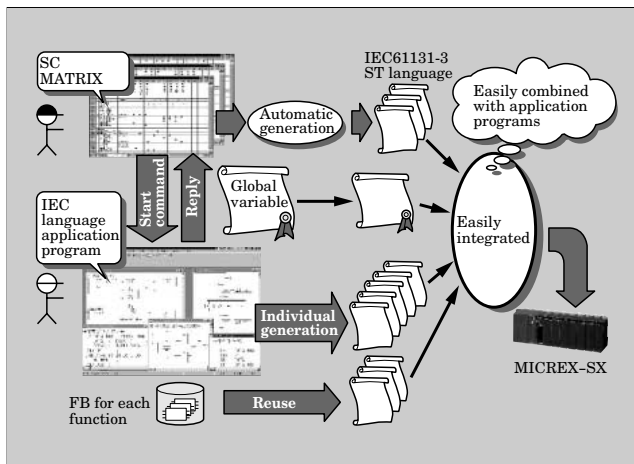 SC
MATRIX
Automatic
generation
IEC61131-3
ST language
Easily combined
with application
programs
Start
command
Reply
Global
variable
IEC
language
application
program
Easily
integrated
Individual
generation
MICREX–SX
FB for each
function
Reuse